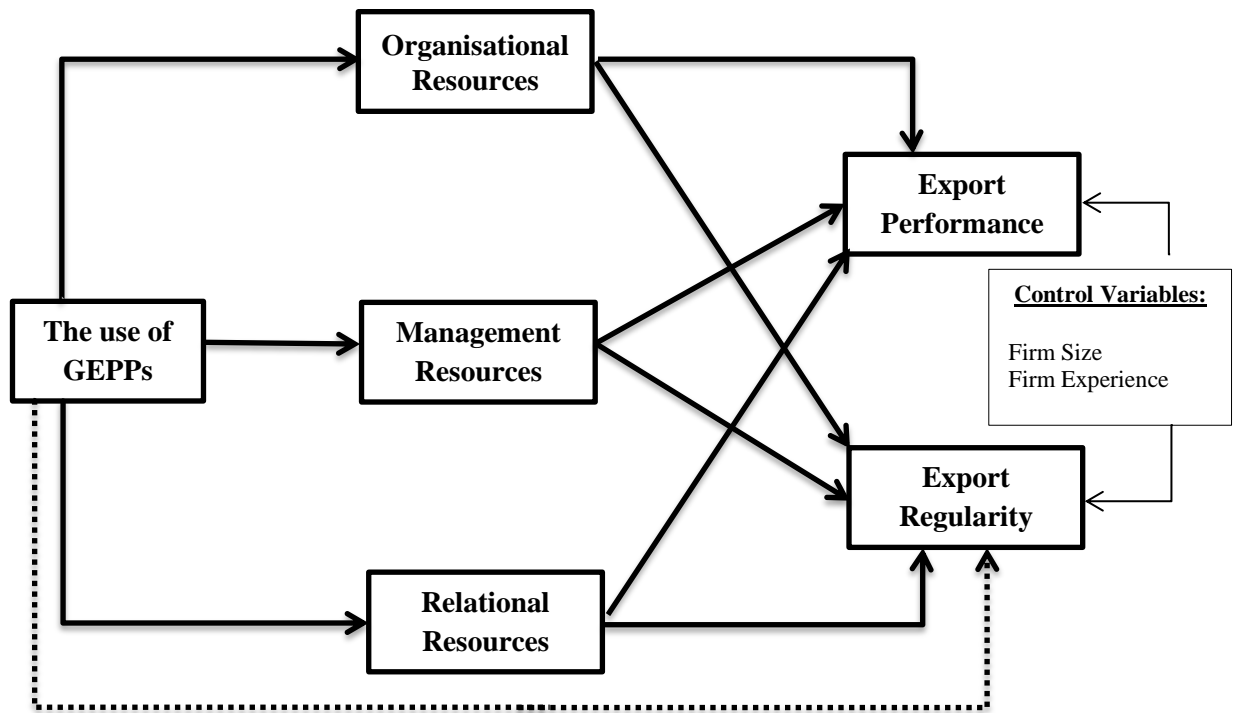 Organisational
Resources
Export
Performance
Control Variables:
Firm Size
Firm Experience
The use of
GEPPs
Management
Resources
Export
Regularity
Relational
Resources